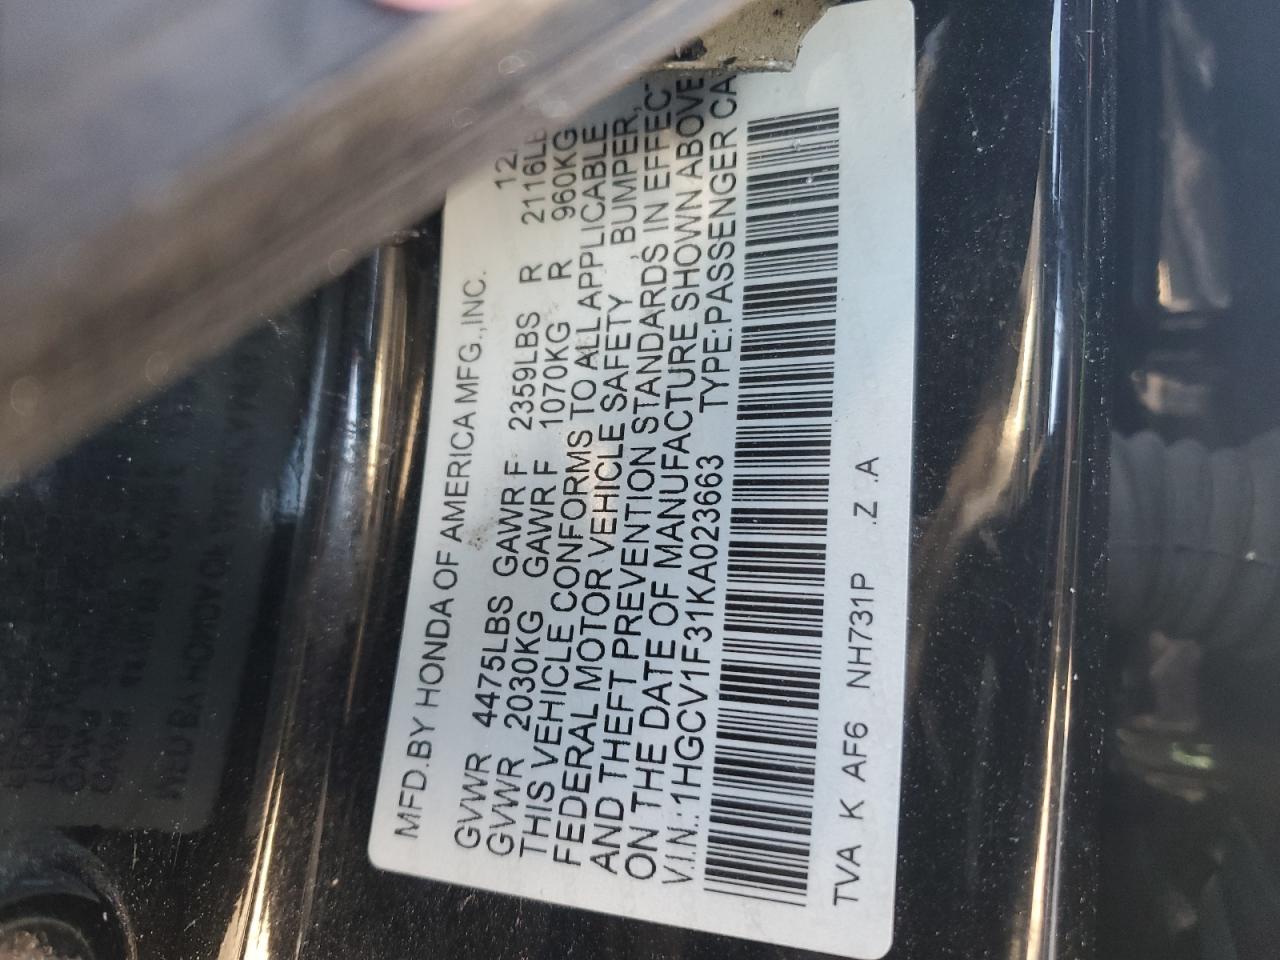 MFD.BY HONDA OF AMERICA MFG.,INC.
GVWR 4475LBS GAWR F 2359LBS R 2116LB
GVWR 2030KG GAWR F 1070KG R 960KG
THIS VEHICLE CONFORMS TO ALL APPLICABLE
FEDERAL MOTOR VEHICLE SAFETY, BUMPER,
AND THEFT PREVENTION STANDARDS IN EFFECT
ON THE DATE OF MANUFACTURE SHOWN ABOVE
V.I.N.:1HGCV1F31KA023663 TYPE:PASSENGER CA
TVA K AF6 NH731P .Z .A